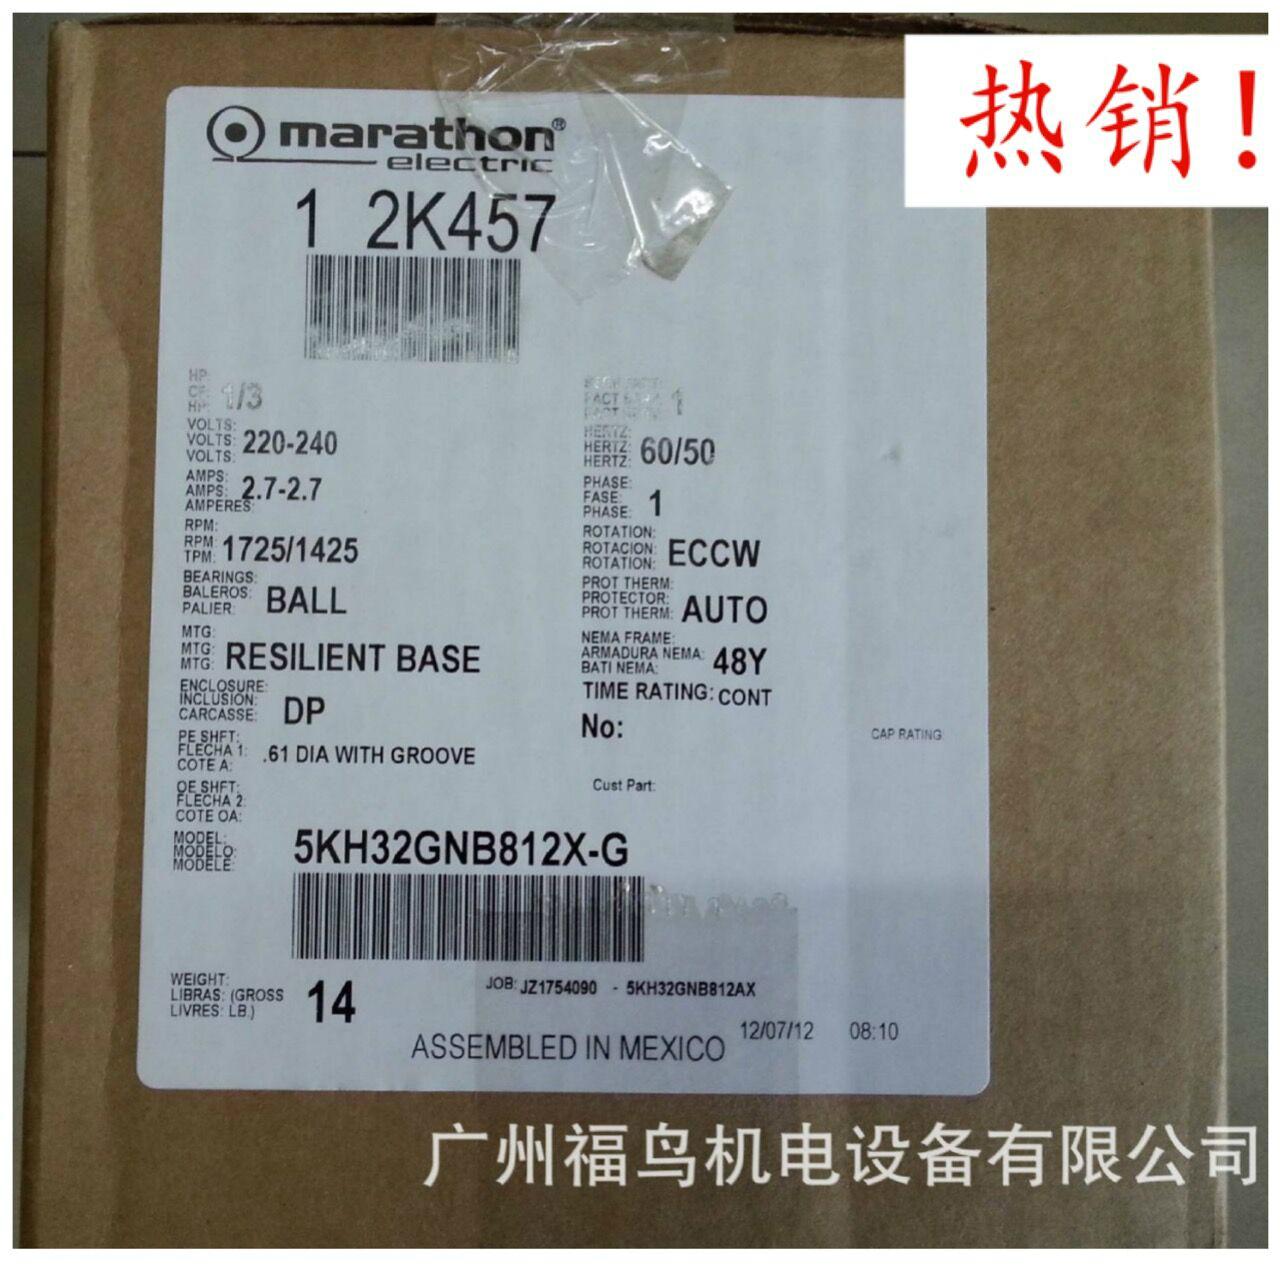 热销！
marathon®
electric
1 2K457
HP:
CF: 1/3
HP:
VOLTS:
VOLTS: 220-240
VOLTS:
AMPS:
AMPS: 2.7-2.7
AMPERES:
RPM:
RPM: 1725/1425
TPM:
BEARINGS:
BALEROS: BALL
PALIER:
MTG:
MTG: RESILIENT BASE
MTG:
ENCLOSURE:
INCLUSION: DP
CARCASSE:
PE SHFT:
FLECHA 1: .61 DIA WITH GROOVE
COTE A:
OE SHFT:
FLECHA 2:
COTE OA:
1
HERTZ:
HERTZ: 60/50
HERTZ:
PHASE:
FASE: 1
PHASE:
ROTATION:
ROTACION: ECCW
ROTATION:
PROT THERM:
PROTECTOR: AUTO
PROT THERM:
NEMA FRAME:
ARMADURA NEMA: 48Y
BATI NEMA:
TIME RATING: CONT
No:
CAP RATING
Cust Part:
MODEL:
MODELO: 5KH32GNB812X-G
MODELE:
WEIGHT:
LIBRAS: (GROSS 14
LIVRES: LB.)
JOB: JZ1754090 - 5KH32GNB812AX
ASSEMBLED IN MEXICO 12/07/12 08:10
广州福鸟机电设备有限公司